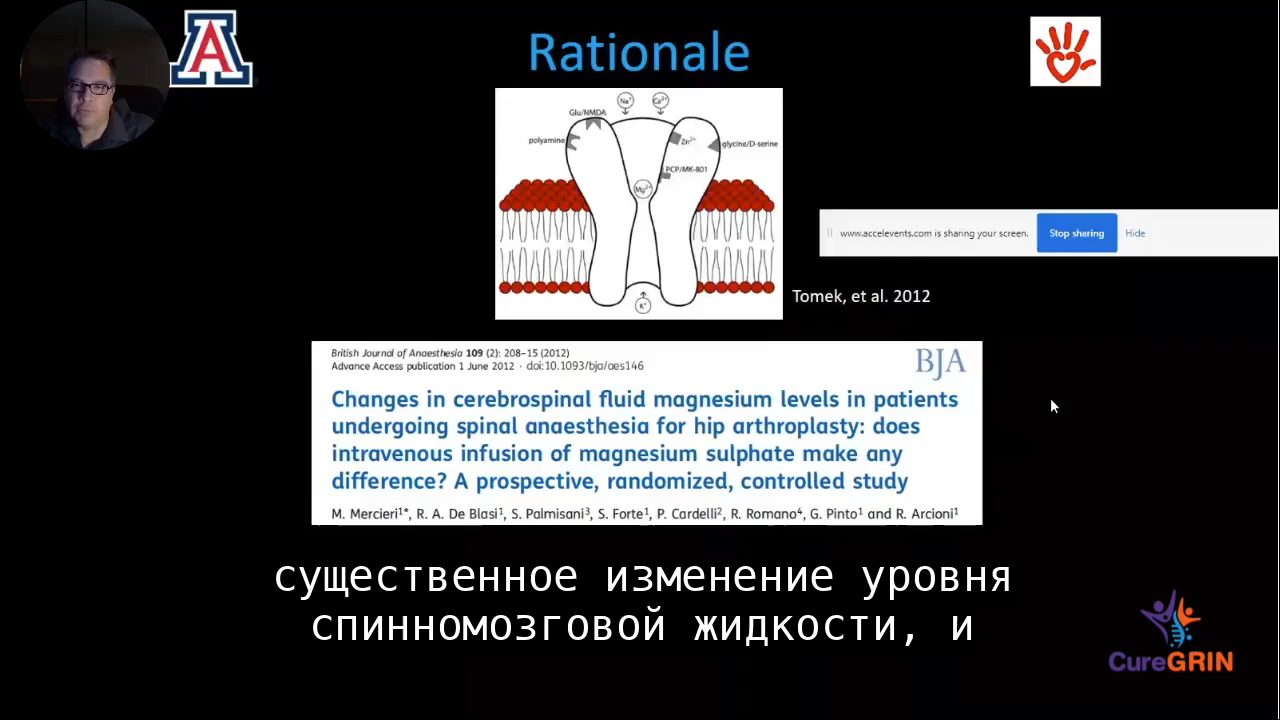 Rationale
Na⁺
Ca²⁺
Glu/NMDA
polyamine
Zn²⁺
glycine/D-serine
PCP/MK-801
Mg²⁺
K⁺
www.accelevents.com is sharing your screen. Stop sharing Hide
Tomek, et al. 2012
British Journal of Anaesthesia 109 (2): 208–15 (2012)
Advance Access publication 1 June 2012 · doi:10.1093/bja/aes146
BJA
Changes in cerebrospinal fluid magnesium levels in patients
undergoing spinal anaesthesia for hip arthroplasty: does
intravenous infusion of magnesium sulphate make any
difference? A prospective, randomized, controlled study
M. Mercieri¹*, R. A. De Blasi¹, S. Palmisani³, S. Forte¹, P. Cardelli², R. Romano⁴, G. Pinto¹ and R. Arcioni¹
существенное изменение уровня
спинномозговой жидкости, и
CureGRIN